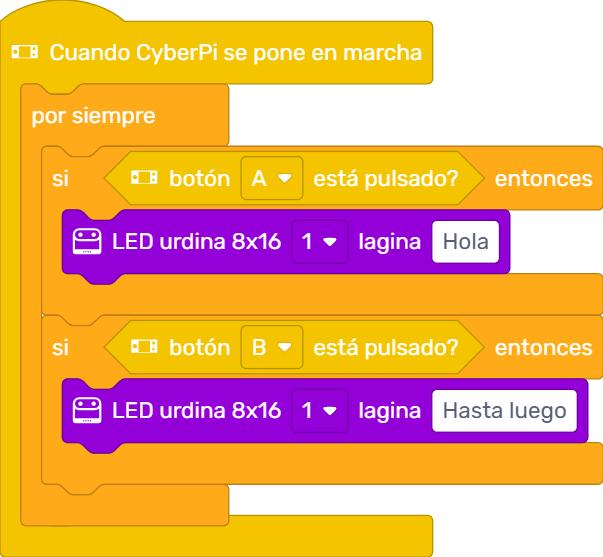 Cuando CyberPi se pone en marcha
por siempre
si botón A está pulsado? entonces
LED urdina 8x16 1 lagina Hola
si botón B está pulsado? entonces
LED urdina 8x16 1 lagina Hasta luego